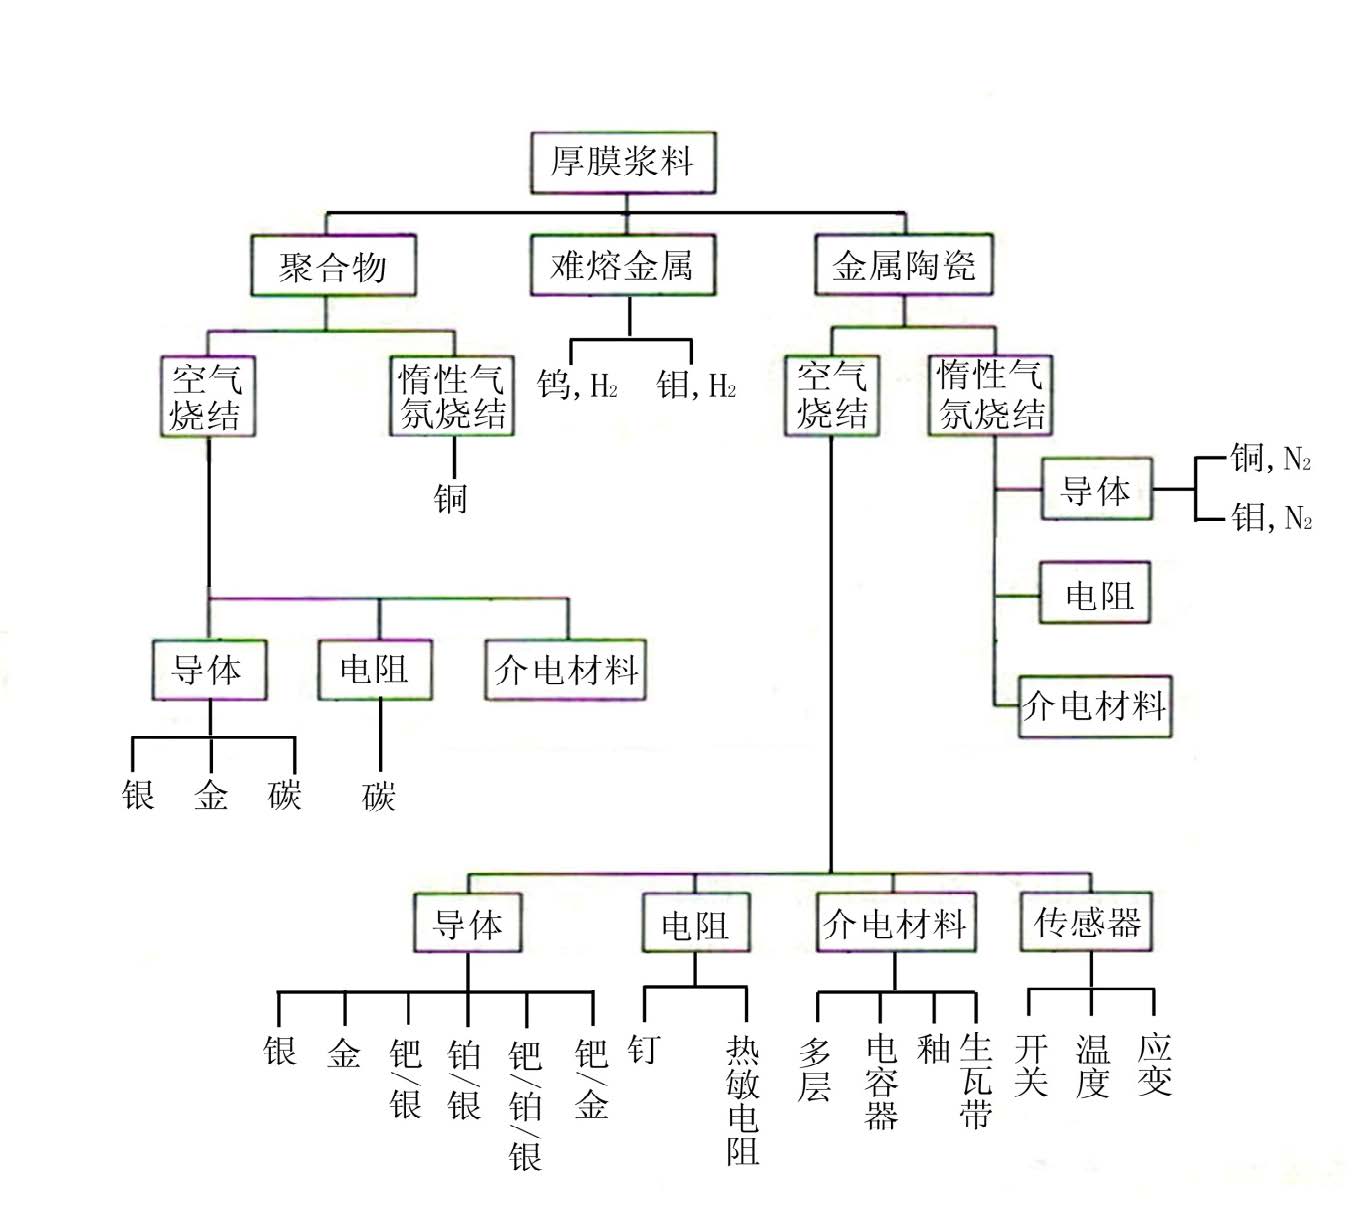 厚膜浆料
聚合物
难熔金属
金属陶瓷
空气
烧结
惰性气
氛烧结
钨, H₂
钼, H₂
空气
烧结
惰性气
氛烧结
铜
导体
铜, N₂
钼, N₂
电阻
介电材料
导体
电阻
介电材料
银
金
碳
碳
导体
电阻
介电材料
传感器
银
金
钯/银
铂/银
钯/铂/银
钯/金
钌
热敏电阻
多层
电容器
釉
生瓦带
开关
温度
应变